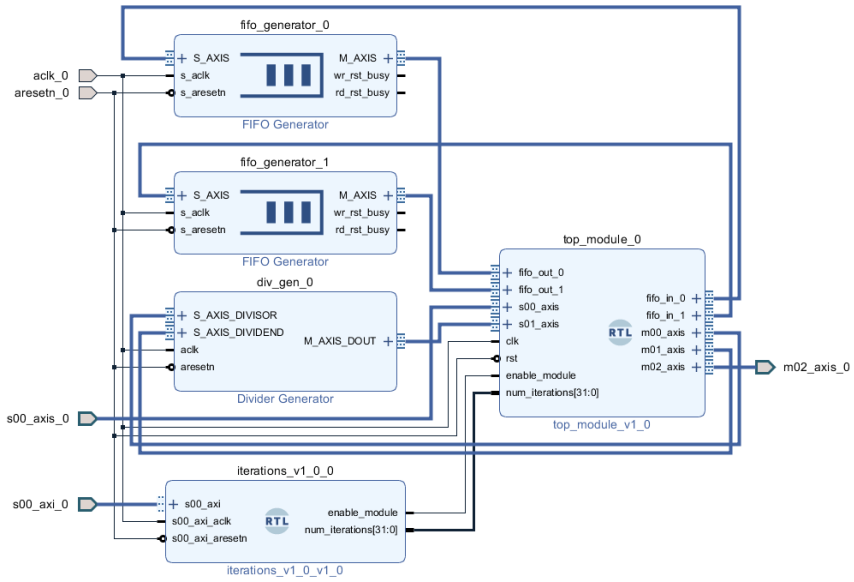 fifo_generator_0
S_AXIS
s_aclk
s_aresetn
M_AXIS
wr_rst_busy
rd_rst_busy
FIFO Generator
aclk_0
aresetn_0
fifo_generator_1
S_AXIS
s_aclk
s_aresetn
M_AXIS
wr_rst_busy
rd_rst_busy
FIFO Generator
div_gen_0
S_AXIS_DIVISOR
S_AXIS_DIVIDEND
aclk
aresetn
M_AXIS_DOUT
Divider Generator
top_module_0
fifo_out_0
fifo_out_1
s00_axis
s01_axis
clk
rst
enable_module
num_iterations[31:0]
RTL
fifo_in_0
fifo_in_1
m00_axis
m01_axis
m02_axis
top_module_v1_0
m02_axis_0
s00_axis_0
s00_axi_0
iterations_v1_0_0
s00_axi
s00_axi_aclk
s00_axi_aresetn
RTL
enable_module
num_iterations[31:0]
iterations_v1_0_v1_0